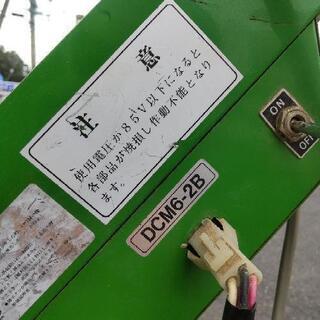 注意
使用電圧が85V以下になると
各部品が焼損し作動不能となり
ます。
ON
OFF
DCM6-2B